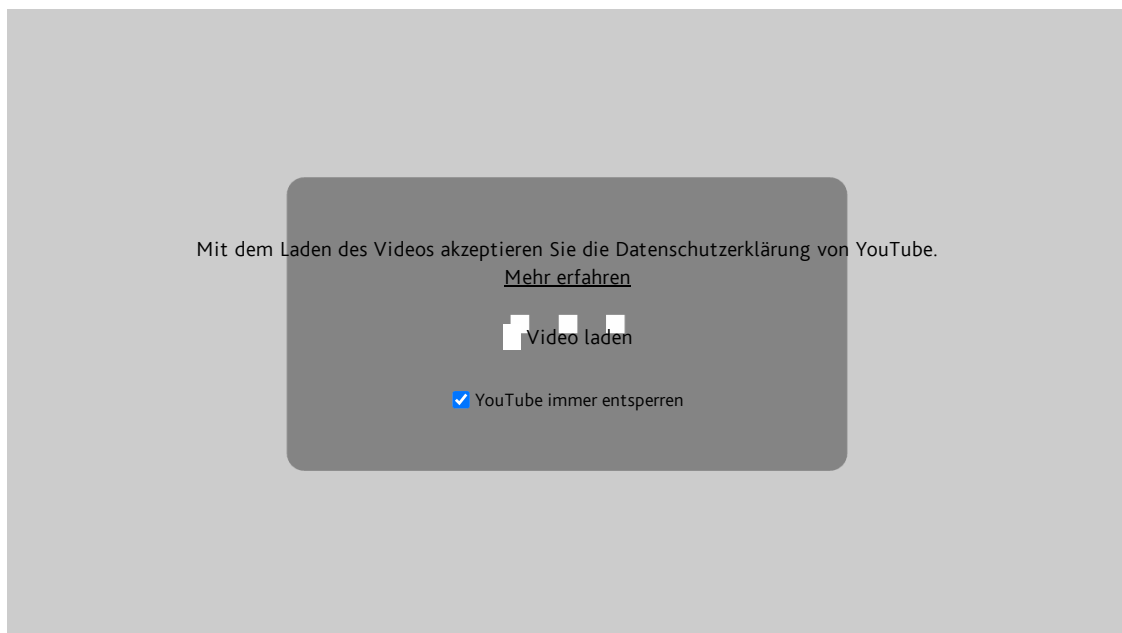 Mit dem Laden des Videos akzeptieren Sie die Datenschutzerklärung von YouTube.
Mehr erfahren
Video laden
YouTube immer entsperren